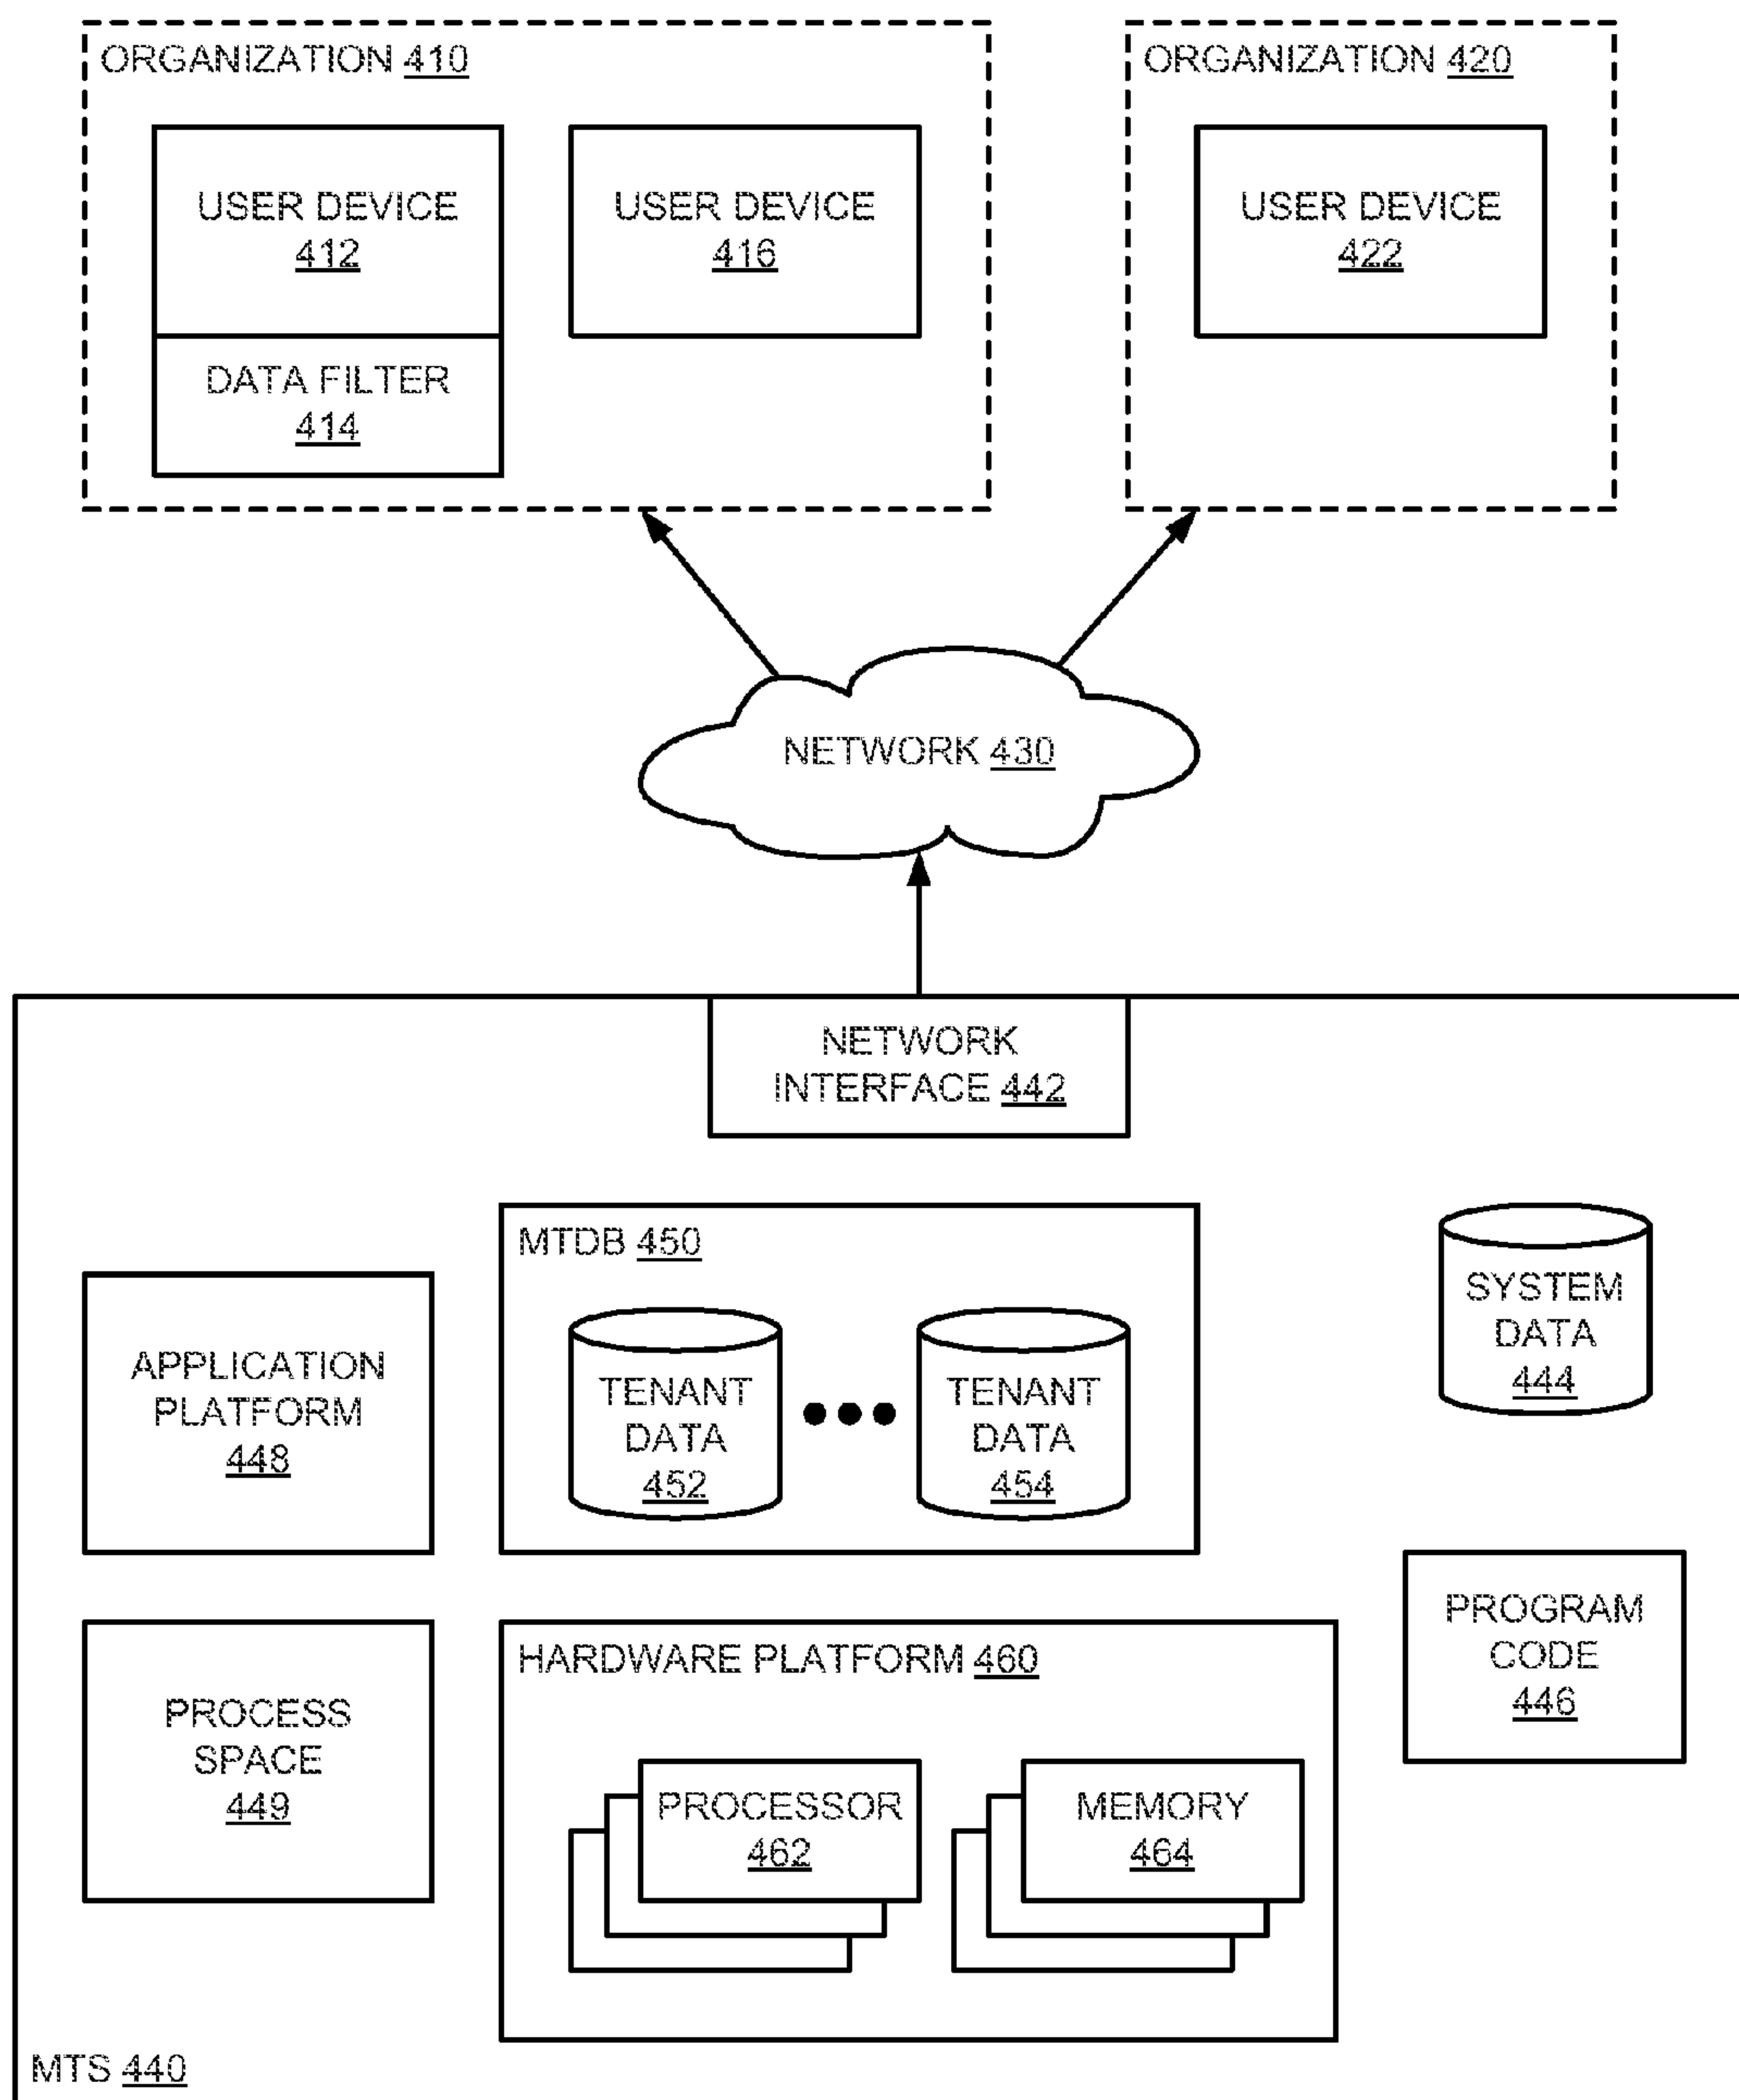 ORGANIZATION 410
ORGANIZATION 420
USER DEVICE
412
USER DEVICE
416
USER DEVICE
422
DATA FILTER
414
NETWORK 430
NETWORK
INTERFACE 442
MTDB 450
SYSTEM
DATA
444
APPLICATION
PLATFORM
448
TENANT
DATA
452
TENANT
DATA
454
PROCESS
SPACE
449
HARDWARE PLATFORM 460
PROGRAM
CODE
446
PROCESSOR
462
MEMORY
464
MTS 440